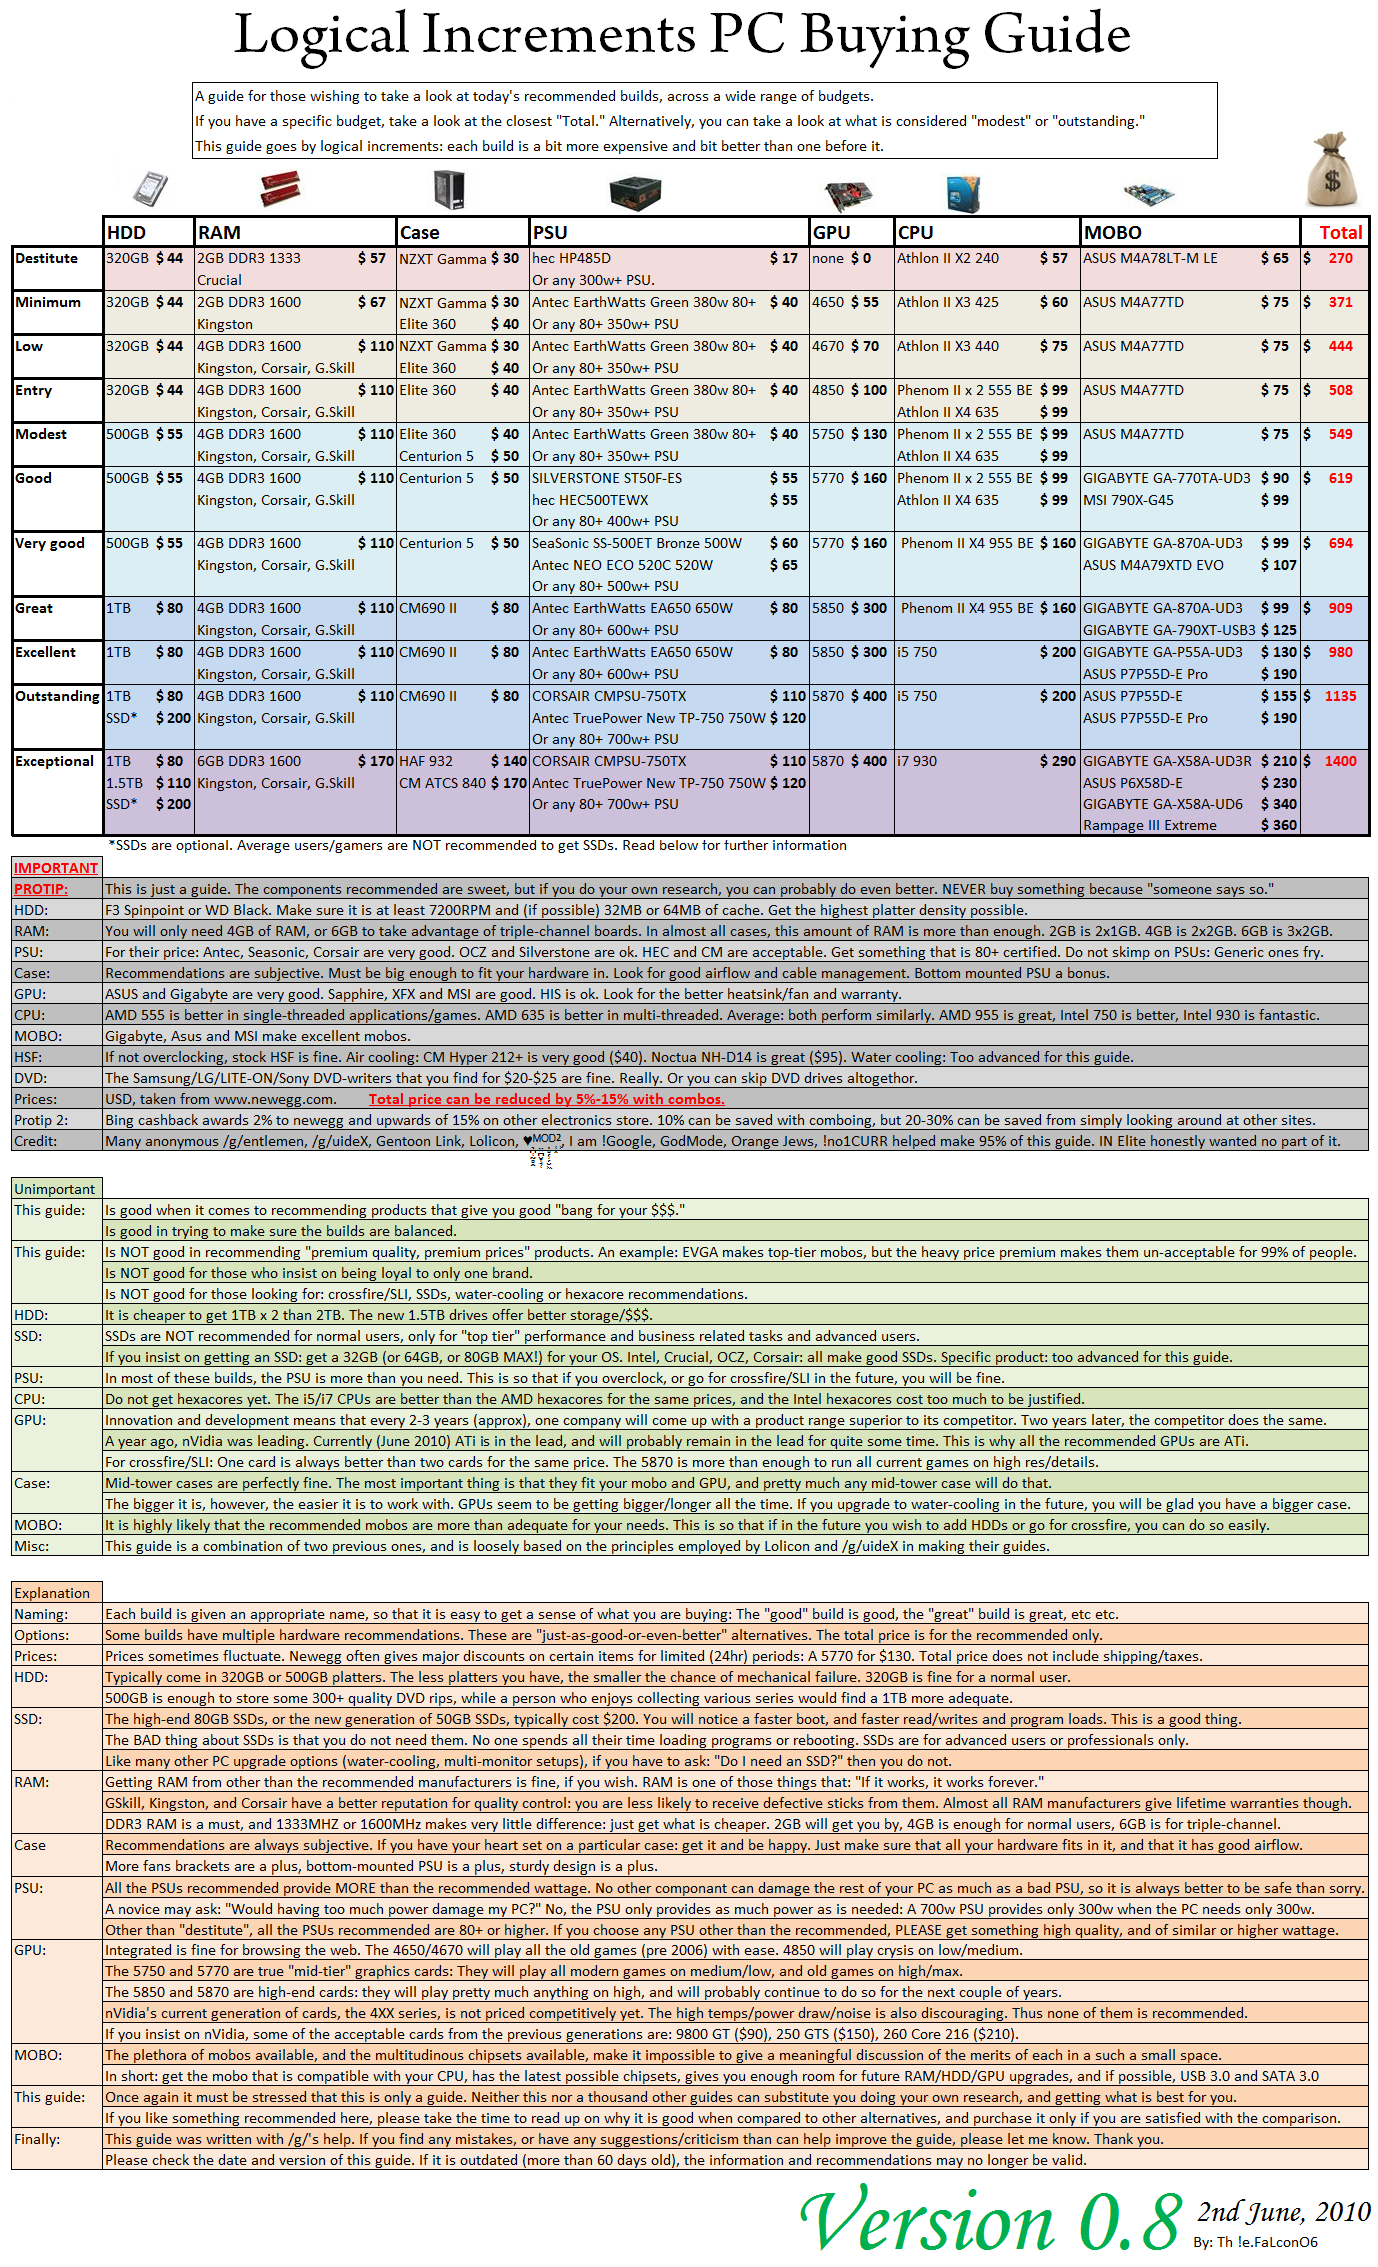 Logical Increments PC Buying Guide
A guide for those wishing to take a look at today's recommended builds, across a wide range of budgets.
If you have a specific budget, take a look at the closest "Total." Alternatively, you can take a look at what is considered "modest" or "outstanding."
This guide goes by logical increments: each build is a bit more expensive and bit better than one before it.
HDD RAM Case PSU GPU CPU MOBO Total
Destitute 320GB $ 44 2GB DDR3 1333 $ 57 NZXT Gamma $ 30 hec HP485D $ 17 none $ 0 Athlon II X2 240 $ 57 ASUS M4A78LT-M LE $ 65 $ 270
Crucial Or any 300w+ PSU.
Minimum 320GB $ 44 2GB DDR3 1600 $ 67 NZXT Gamma $ 30 Antec EarthWatts Green 380w 80+ $ 40 4650 $ 55 Athlon II X3 425 $ 60 ASUS M4A77TD $ 75 $ 371
Kingston Elite 360 $ 40 Or any 80+ 350w+ PSU
Low 320GB $ 44 4GB DDR3 1600 $ 110 NZXT Gamma $ 30 Antec EarthWatts Green 380w 80+ $ 40 4670 $ 70 Athlon II X3 440 $ 75 ASUS M4A77TD $ 75 $ 444
Kingston, Corsair, G.Skill Elite 360 $ 40 Or any 80+ 350w+ PSU
Entry 320GB $ 44 4GB DDR3 1600 $ 110 Elite 360 $ 40 Antec EarthWatts Green 380w 80+ $ 40 4850 $ 100 Phenom II x 2 555 BE $ 99 ASUS M4A77TD $ 75 $ 508
Kingston, Corsair, G.Skill Or any 80+ 350w+ PSU Athlon II X4 635 $ 99
Modest 500GB $ 55 4GB DDR3 1600 $ 110 Elite 360 $ 40 Antec EarthWatts Green 380w 80+ $ 40 5750 $ 130 Phenom II x 2 555 BE $ 99 ASUS M4A77TD $ 75 $ 549
Kingston, Corsair, G.Skill Centurion 5 $ 50 Or any 80+ 350w+ PSU Athlon II X4 635 $ 99
Good 500GB $ 55 4GB DDR3 1600 $ 110 Centurion 5 $ 50 SILVERSTONE ST50F-ES $ 55 5770 $ 160 Phenom II x 2 555 BE $ 99 GIGABYTE GA-770TA-UD3 $ 90 $ 619
Kingston, Corsair, G.Skill hec HEC500TEWX $ 55 Athlon II X4 635 $ 99 MSI 790X-G45 $ 99
Or any 80+ 400w+ PSU
Very good 500GB $ 55 4GB DDR3 1600 $ 110 Centurion 5 $ 50 SeaSonic SS-500ET Bronze 500W $ 60 5770 $ 160 Phenom II X4 955 BE $ 160 GIGABYTE GA-870A-UD3 $ 99 $ 694
Kingston, Corsair, G.Skill Antec NEO ECO 520C 520W $ 65 ASUS M4A79XTD EVO $ 107
Or any 80+ 500w+ PSU
Great 1TB $ 80 4GB DDR3 1600 $ 110 CM690 II $ 80 Antec EarthWatts EA650 650W $ 80 5850 $ 300 Phenom II X4 955 BE $ 160 GIGABYTE GA-870A-UD3 $ 99 $ 909
Kingston, Corsair, G.Skill Or any 80+ 600w+ PSU GIGABYTE GA-790XT-USB3 $ 125
Excellent 1TB $ 80 4GB DDR3 1600 $ 110 CM690 II $ 80 Antec EarthWatts EA650 650W $ 80 5850 $ 300 i5 750 $ 200 GIGABYTE GA-P55A-UD3 $ 130 $ 980
Kingston, Corsair, G.Skill Or any 80+ 600w+ PSU ASUS P7P55D-E Pro $ 190
Outstanding 1TB $ 80 4GB DDR3 1600 $ 110 CM690 II $ 80 CORSAIR CMPSU-750TX $ 110 5870 $ 400 i5 750 $ 200 ASUS P7P55D-E $ 155 $ 1135
SSD* $ 200 Kingston, Corsair, G.Skill Antec TruePower New TP-750 750W $ 120 ASUS P7P55D-E Pro $ 190
Or any 80+ 700w+ PSU
Exceptional 1TB $ 80 6GB DDR3 1600 $ 170 HAF 932 $ 140 CORSAIR CMPSU-750TX $ 110 5870 $ 400 i7 930 $ 290 GIGABYTE GA-X58A-UD3R $ 210 $ 1400
1.5TB $ 110 Kingston, Corsair, G.Skill CM ATCS 840 $ 170 Antec TruePower New TP-750 750W $ 120 ASUS P6X58D-E $ 230
SSD* $ 200 Or any 80+ 700w+ PSU GIGABYTE GA-X58A-UD6 $ 340
Rampage III Extreme $ 360
*SSDs are optional. Average users/gamers are NOT recommended to get SSDs. Read below for further information
IMPORTANT
PROTIP: This is just a guide. The components recommended are sweet, but if you do your own research, you can probably do even better. NEVER buy something because "someone says so."
HDD: F3 Spinpoint or WD Black. Make sure it is at least 7200RPM and (if possible) 32MB or 64MB of cache. Get the highest platter density possible.
RAM: You will only need 4GB of RAM, or 6GB to take advantage of triple-channel boards. In almost all cases, this amount of RAM is more than enough. 2GB is 2x1GB. 4GB is 2x2GB. 6GB is 3x2GB.
PSU: For their price: Antec, Seasonic, Corsair are very good. OCZ and Silverstone are ok. HEC and CM are acceptable. Get something that is 80+ certified. Do not skimp on PSUs: Generic ones fry.
Case: Recommendations are subjective. Must be big enough to fit your hardware in. Look for good airflow and cable management. Bottom mounted PSU a bonus.
GPU: ASUS and Gigabyte are very good. Sapphire, XFX and MSI are good. HIS is ok. Look for the better heatsink/fan and warranty.
CPU: AMD 555 is better in single-threaded applications/games. AMD 635 is better in multi-threaded. Average: both perform similarly. AMD 955 is great, Intel 750 is better, Intel 930 is fantastic.
MOBO: Gigabyte, Asus and MSI make excellent mobos.
HSF: If not overclocking, stock HSF is fine. Air cooling: CM Hyper 212+ is very good ($40). Noctua NH-D14 is great ($95). Water cooling: Too advanced for this guide.
DVD: The Samsung/LG/LITE-ON/Sony DVD-writers that you find for $20-$25 are fine. Really. Or you can skip DVD drives altogethor.
Prices: USD, taken from www.newegg.com. Total price can be reduced by 5%-15% with combos.
Protip 2: Bing cashback awards 2% to newegg and upwards of 15% on other electronics store. 10% can be saved with comboing, but 20-30% can be saved from simply looking around at other sites.
Credit: Many anonymous /g/entlemen, /g/uideX, Gentoon Link, Lolicon, ♥MOD2, I am !Google, GodMode, Orange Jews, !no1CURR helped make 95% of this guide. IN Elite honestly wanted no part of it.
Unimportant
This guide: Is good when it comes to recommending products that give you good "bang for your $$$."
Is good in trying to make sure the builds are balanced.
This guide: Is NOT good in recommending "premium quality, premium prices" products. An example: EVGA makes top-tier mobos, but the heavy price premium makes them un-acceptable for 99% of people.
Is NOT good for those who insist on being loyal to only one brand.
Is NOT good for those looking for: crossfire/SLI, SSDs, water-cooling or hexacore recommendations.
HDD: It is cheaper to get 1TB x 2 than 2TB. The new 1.5TB drives offer better storage/$$$.
SSD: SSDs are NOT recommended for normal users, only for "top tier" performance and business related tasks and advanced users.
If you insist on getting an SSD: get a 32GB (or 64GB, or 80GB MAX!) for your OS. Intel, Crucial, OCZ, Corsair: all make good SSDs. Specific product: too advanced for this guide.
PSU: In most of these builds, the PSU is more than you need. This is so that if you overclock, or go for crossfire/SLI in the future, you will be fine.
CPU: Do not get hexacores yet. The i5/i7 CPUs are better than the AMD hexacores for the same prices, and the Intel hexacores cost too much to be justified.
GPU: Innovation and development means that every 2-3 years (approx), one company will come up with a product range superior to its competitor. Two years later, the competitor does the same.
A year ago, nVidia was leading. Currently (June 2010) ATi is in the lead, and will probably remain in the lead for quite some time. This is why all the recommended GPUs are ATi.
For crossfire/SLI: One card is always better than two cards for the same price. The 5870 is more than enough to run all current games on high res/details.
Case: Mid-tower cases are perfectly fine. The most important thing is that they fit your mobo and GPU, and pretty much any mid-tower case will do that.
The bigger it is, however, the easier it is to work with. GPUs seem to be getting bigger/longer all the time. If you upgrade to water-cooling in the future, you will be glad you have a bigger case.
MOBO: It is highly likely that the recommended mobos are more than adequate for your needs. This is so that if in the future you wish to add HDDs or go for crossfire, you can do so easily.
Misc: This guide is a combination of two previous ones, and is loosely based on the principles employed by Lolicon and /g/uideX in making their guides.
Explanation
Naming: Each build is given an appropriate name, so that it is easy to get a sense of what you are buying: The "good" build is good, the "great" build is great, etc etc.
Options: Some builds have multiple hardware recommendations. These are "just-as-good-or-even-better" alternatives. The total price is for the recommended only.
Prices: Prices sometimes fluctuate. Newegg often gives major discounts on certain items for limited (24hr) periods: A 5770 for $130. Total price does not include shipping/taxes.
HDD: Typically come in 320GB or 500GB platters. The less platters you have, the smaller the chance of mechanical failure. 320GB is fine for a normal user.
500GB is enough to store some 300+ quality DVD rips, while a person who enjoys collecting various series would find a 1TB more adequate.
SSD: The high-end 80GB SSDs, or the new generation of 50GB SSDs, typically cost $200. You will notice a faster boot, and faster read/writes and program loads. This is a good thing.
The BAD thing about SSDs is that you do not need them. No one spends all their time loading programs or rebooting. SSDs are for advanced users or professionals only.
Like many other PC upgrade options (water-cooling, multi-monitor setups), if you have to ask: "Do I need an SSD?" then you do not.
RAM: Getting RAM from other than the recommended manufacturers is fine, if you wish. RAM is one of those things that: "If it works, it works forever."
GSkill, Kingston, and Corsair have a better reputation for quality control: you are less likely to receive defective sticks from them. Almost all RAM manufacturers give lifetime warranties though.
DDR3 RAM is a must, and 1333MHZ or 1600MHz makes very little difference: just get what is cheaper. 2GB will get you by, 4GB is enough for normal users, 6GB is for triple-channel.
Case Recommendations are always subjective. If you have your heart set on a particular case: get it and be happy. Just make sure that all your hardware fits in it, and that it has good airflow.
More fans brackets are a plus, bottom-mounted PSU is a plus, sturdy design is a plus.
PSU: All the PSUs recommended provide MORE than the recommended wattage. No other componant can damage the rest of your PC as much as a bad PSU, so it is always better to be safe than sorry.
A novice may ask: "Would having too much power damage my PC?" No, the PSU only provides as much power as is needed: A 700w PSU provides only 300w when the PC needs only 300w.
Other than "destitute", all the PSUs recommended are 80+ or higher. If you choose any PSU other than the recommended, PLEASE get something high quality, and of similar or higher wattage.
GPU: Integrated is fine for browsing the web. The 4650/4670 will play all the old games (pre 2006) with ease. 4850 will play crysis on low/medium.
The 5750 and 5770 are true "mid-tier" graphics cards: They will play all modern games on medium/low, and old games on high/max.
The 5850 and 5870 are high-end cards: they will play pretty much anything on high, and will probably continue to do so for the next couple of years.
nVidia's current generation of cards, the 4XX series, is not priced competitively yet. The high temps/power draw/noise is also discouraging. Thus none of them is recommended.
If you insist on nVidia, some of the acceptable cards from the previous generations are: 9800 GT ($90), 250 GTS ($150), 260 Core 216 ($210).
MOBO: The plethora of mobos available, and the multitudinous chipsets available, make it impossible to give a meaningful discussion of the merits of each in a such a small space.
In short: get the mobo that is compatible with your CPU, has the latest possible chipsets, gives you enough room for future RAM/HDD/GPU upgrades, and if possible, USB 3.0 and SATA 3.0
This guide: Once again it must be stressed that this is only a guide. Neither this nor a thousand other guides can substitute you doing your own research, and getting what is best for you.
If you like something recommended here, please take the time to read up on why it is good when compared to other alternatives, and purchase it only if you are satisfied with the comparison.
Finally: This guide was written with /g/'s help. If you find any mistakes, or have any suggestions/criticism than can help improve the guide, please let me know. Thank you.
Please check the date and version of this guide. If it is outdated (more than 60 days old), the information and recommendations may no longer be valid.
Version 0.8 2nd June, 2010
By: Th !e.FaLconO6